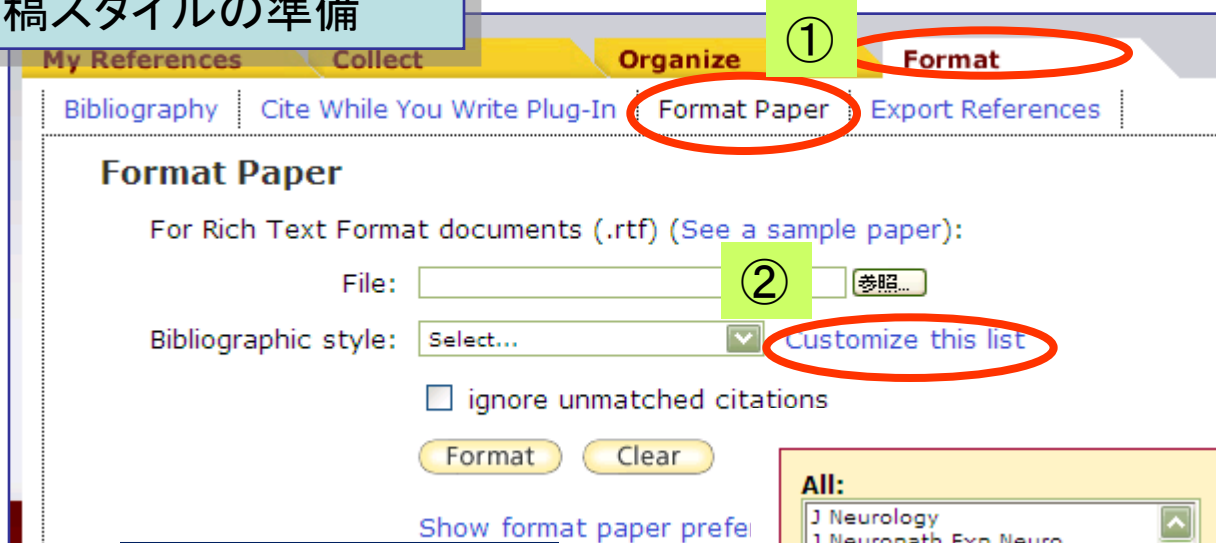 稿スタイルの準備
①
My References Collect Organize Format
Bibliography Cite While You Write Plug-In Format Paper Export References
Format Paper
For Rich Text Format documents (.rtf) (See a sample paper):
②
File: 参照...
Bibliographic style: Select... Customize this list
ignore unmatched citations
Format Clear
All:
Show format paper prefe
J Neurology
J Neuropath Exp Neuro